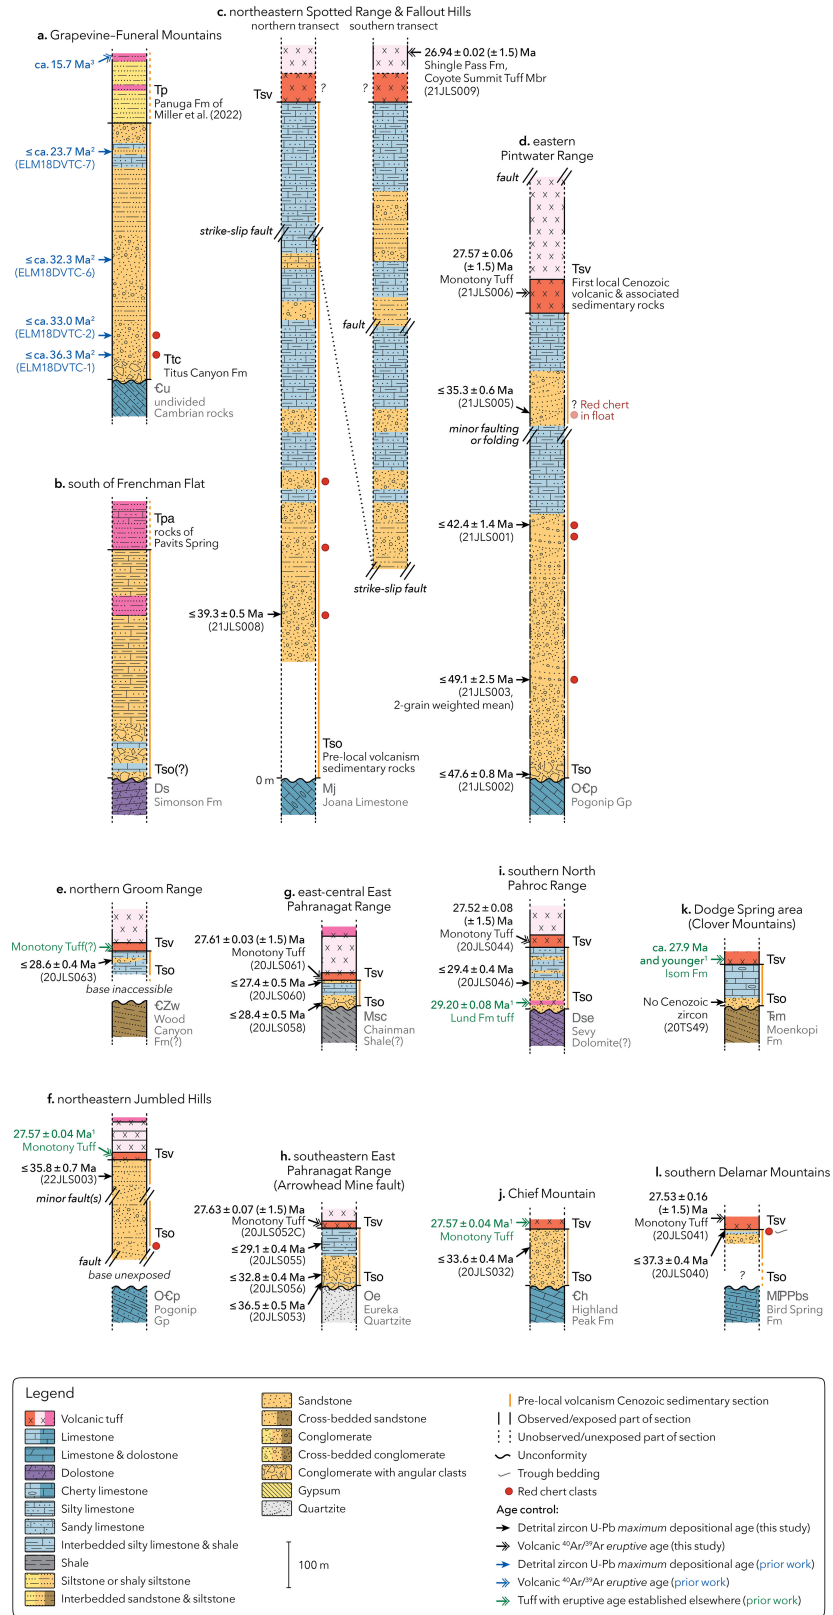 c. northeastern Spotted Range & Fallout Hills
northern transect
southern transect
a. Grapevine–Funeral Mountains
ca. 15.7 Ma³
Tp
Panuga Fm of
Miller et al. (2022)
≤ ca. 23.7 Ma²
(ELM18DVTC-7)
≤ ca. 32.3 Ma²
(ELM18DVTC-6)
≤ ca. 33.0 Ma²
(ELM18DVTC-2)
≤ ca. 36.3 Ma²
(ELM18DVTC-1)
Ttc
Titus Canyon Fm
Ꞓu
undivided
Cambrian rocks
Tsv
?
?
26.94 ± 0.02 (± 1.5) Ma
Shingle Pass Fm,
Coyote Summit Tuff Mbr
(21JLS009)
strike-slip fault
fault
strike-slip fault
≤ 39.3 ± 0.5 Ma
(21JLS008)
Tso
Pre-local volcanism
sedimentary rocks
0 m
Mj
Joana Limestone
d. eastern
Pintwater Range
fault
27.57 ± 0.06
(± 1.5) Ma
Monotony Tuff
(21JLS006)
Tsv
First local Cenozoic
volcanic & associated
sedimentary rocks
≤ 35.3 ± 0.6 Ma
(21JLS005)
? Red chert
in float
minor faulting
or folding
≤ 42.4 ± 1.4 Ma
(21JLS001)
≤ 49.1 ± 2.5 Ma
(21JLS003,
2-grain weighted mean)
≤ 47.6 ± 0.8 Ma
(21JLS002)
Tso
OꞒp
Pogonip Gp
b. south of Frenchman Flat
Tpa
rocks of
Pavits Spring
Tso(?)
Ds
Simonson Fm
e. northern Groom Range
Monotony Tuff(?)
Tsv
≤ 28.6 ± 0.4 Ma
(20JLS063)
Tso
base inaccessible
ꞒZw
Wood
Canyon
Fm(?)
g. east-central East
Pahranagat Range
27.61 ± 0.03 (± 1.5) Ma
Monotony Tuff
(20JLS061)
Tsv
≤ 27.4 ± 0.5 Ma
(20JLS060)
≤ 28.4 ± 0.5 Ma
(20JLS058)
Tso
Msc
Chainman
Shale(?)
i. southern North
Pahroc Range
27.52 ± 0.08
(± 1.5) Ma
Monotony Tuff
(20JLS044)
Tsv
≤ 29.4 ± 0.4 Ma
(20JLS046)
29.20 ± 0.08 Ma¹
Lund Fm tuff
Tso
Dse
Sevy
Dolomite(?)
k. Dodge Spring area
(Clover Mountains)
ca. 27.9 Ma
and younger¹
Isom Fm
Tsv
No Cenozoic
zircon
(20TS49)
Tso
Ŧm
Moenkopi
Fm
f. northeastern Jumbled Hills
27.57 ± 0.04 Ma¹
Monotony Tuff
Tsv
≤ 35.8 ± 0.7 Ma
(22JLS003)
minor fault(s)
Tso
fault
base unexposed
OꞒp
Pogonip
Gp
h. southeastern East
Pahranagat Range
(Arrowhead Mine fault)
27.63 ± 0.07 (± 1.5) Ma
Monotony Tuff
(20JLS052C)
Tsv
≤ 29.1 ± 0.4 Ma
(20JLS055)
≤ 32.8 ± 0.4 Ma
(20JLS056)
≤ 36.5 ± 0.5 Ma
(20JLS053)
Tso
Oe
Eureka
Quartzite
j. Chief Mountain
27.57 ± 0.04 Ma¹
Monotony Tuff
Tsv
≤ 33.6 ± 0.4 Ma
(20JLS032)
Tso
Ꞓh
Highland
Peak Fm
l. southern Delamar Mountains
27.53 ± 0.16
(± 1.5) Ma
Monotony Tuff
(20JLS041)
Tsv
≤ 37.3 ± 0.4 Ma
(20JLS040)
?
Tso
MℙPbs
Bird Spring
Fm
Legend
Volcanic tuff
Limestone
Limestone & dolostone
Dolostone
Cherty limestone
Silty limestone
Sandy limestone
Interbedded silty limestone & shale
Shale
Siltstone or shaly siltstone
Interbedded sandstone & siltstone
Sandstone
Cross-bedded sandstone
Conglomerate
Cross-bedded conglomerate
Conglomerate with angular clasts
Gypsum
Quartzite
100 m
Pre-local volcanism Cenozoic sedimentary section
Observed/exposed part of section
Unobserved/unexposed part of section
Unconformity
Trough bedding
Red chert clasts
Age control:
Detrital zircon U-Pb maximum depositional age (this study)
Volcanic ⁴⁰Ar/³⁹Ar eruptive age (this study)
Detrital zircon U-Pb maximum depositional age (prior work)
Volcanic ⁴⁰Ar/³⁹Ar eruptive age (prior work)
Tuff with eruptive age established elsewhere (prior work)